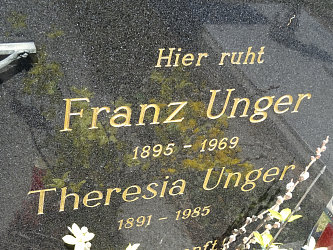 Hier ruht
Franz Unger
1895 - 1969
Theresia Unger
1891 - 1985